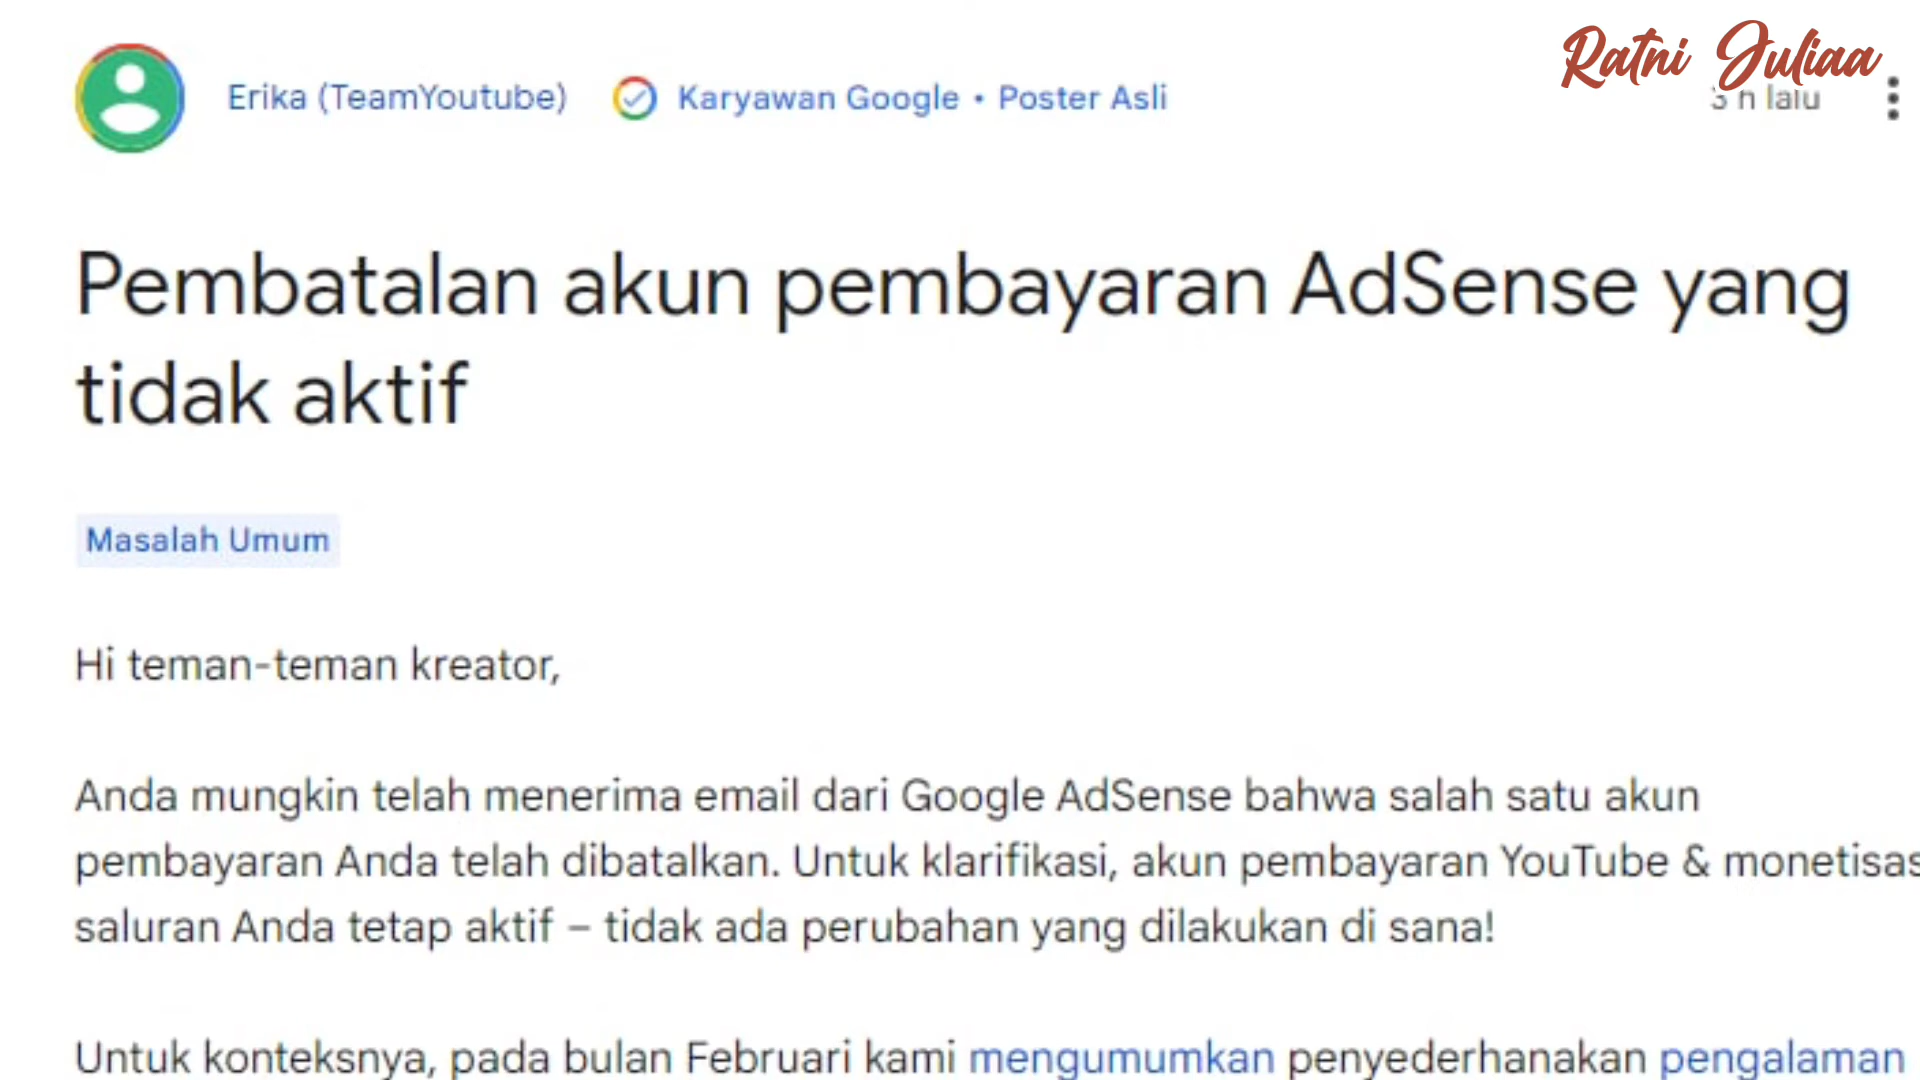 Ratni Juliaa
Erika (TeamYoutube) Karyawan Google • Poster Asli
3 h lalu
Pembatalan akun pembayaran AdSense yang
tidak aktif
Masalah Umum
Hi teman-teman kreator,
Anda mungkin telah menerima email dari Google AdSense bahwa salah satu akun
pembayaran Anda telah dibatalkan. Untuk klarifikasi, akun pembayaran YouTube & monetisas
saluran Anda tetap aktif – tidak ada perubahan yang dilakukan di sana!
Untuk konteksnya, pada bulan Februari kami mengumumkan penyederhanakan pengalaman